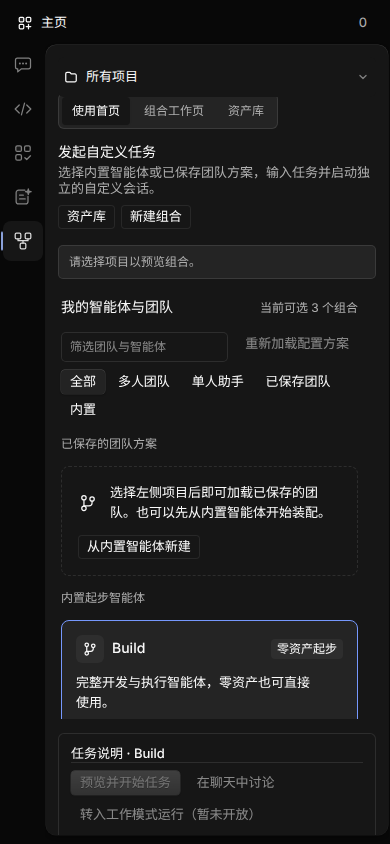 主页
0
所有项目
使用首页 组合工作页 资产库
发起自定义任务
选择内置智能体或已保存团队方案，输入任务并启动独
立的自定义会话。
资产库 新建组合
请选择项目以预览组合。
我的智能体与团队 当前可选 3 个组合
筛选团队与智能体 重新加载配置方案
全部 多人团队 单人助手 已保存团队
内置
已保存的团队方案
选择左侧项目后即可加载已保存的团
队。也可以先从内置智能体开始装配。
从内置智能体新建
内置起步智能体
Build 零资产起步
完整开发与执行智能体，零资产也可直接
使用。
任务说明 · Build
预览并开始任务 在聊天中讨论
转入工作模式运行（暂未开放）